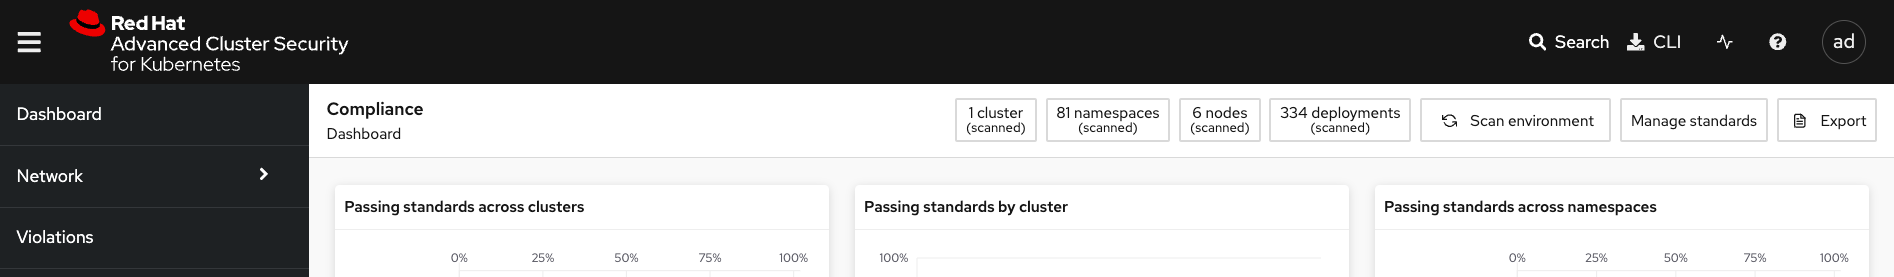 Red Hat
Advanced Cluster Security
for Kubernetes
Search
CLI
ad
Dashboard
Network
Violations
Compliance
Dashboard
1 cluster
(scanned)
81 namespaces
(scanned)
6 nodes
(scanned)
334 deployments
(scanned)
Scan environment
Manage standards
Export
Passing standards across clusters
0% 25% 50% 75% 100%
Passing standards by cluster
100%
Passing standards across namespaces
0% 25% 50% 75% 100%